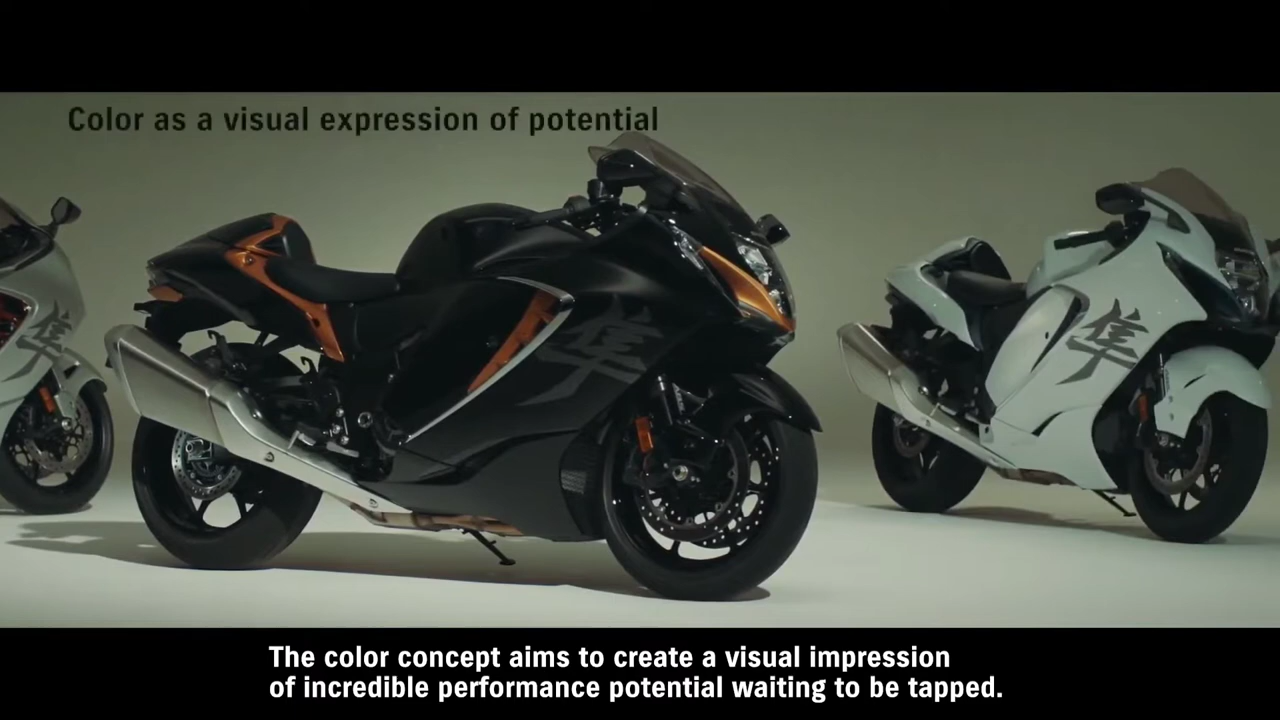 Color as a visual expression of potential
隼
隼
隼
The color concept aims to create a visual impression
of incredible performance potential waiting to be tapped.